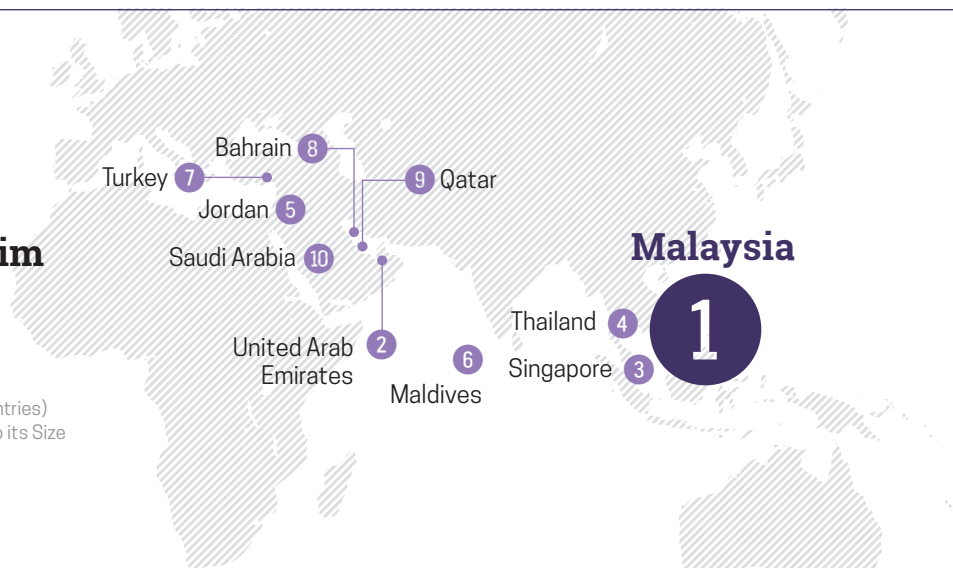 Bahrain 8
Turkey 7
9 Qatar
Jordan 5
im
Saudi Arabia 10
Malaysia
1
Thailand 4
United Arab
Emirates
2
6
Maldives
Singapore 3
ntries)
its Size